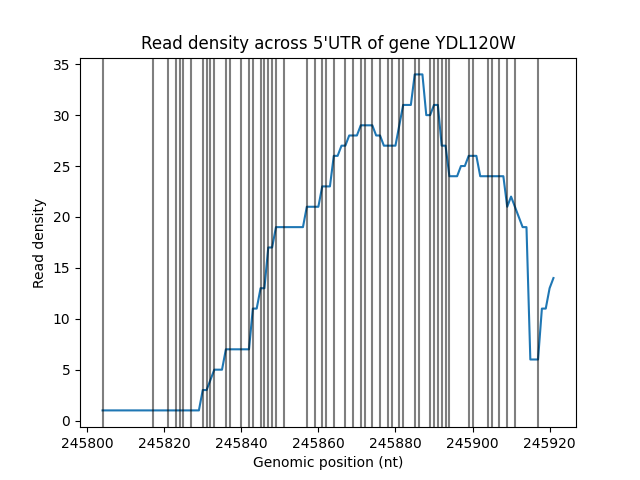 Read density across 5'UTR of gene YDL120W
Read density
35
30
25
20
15
10
5
0
245800 245820 245840 245860 245880 245900 245920
Genomic position (nt)